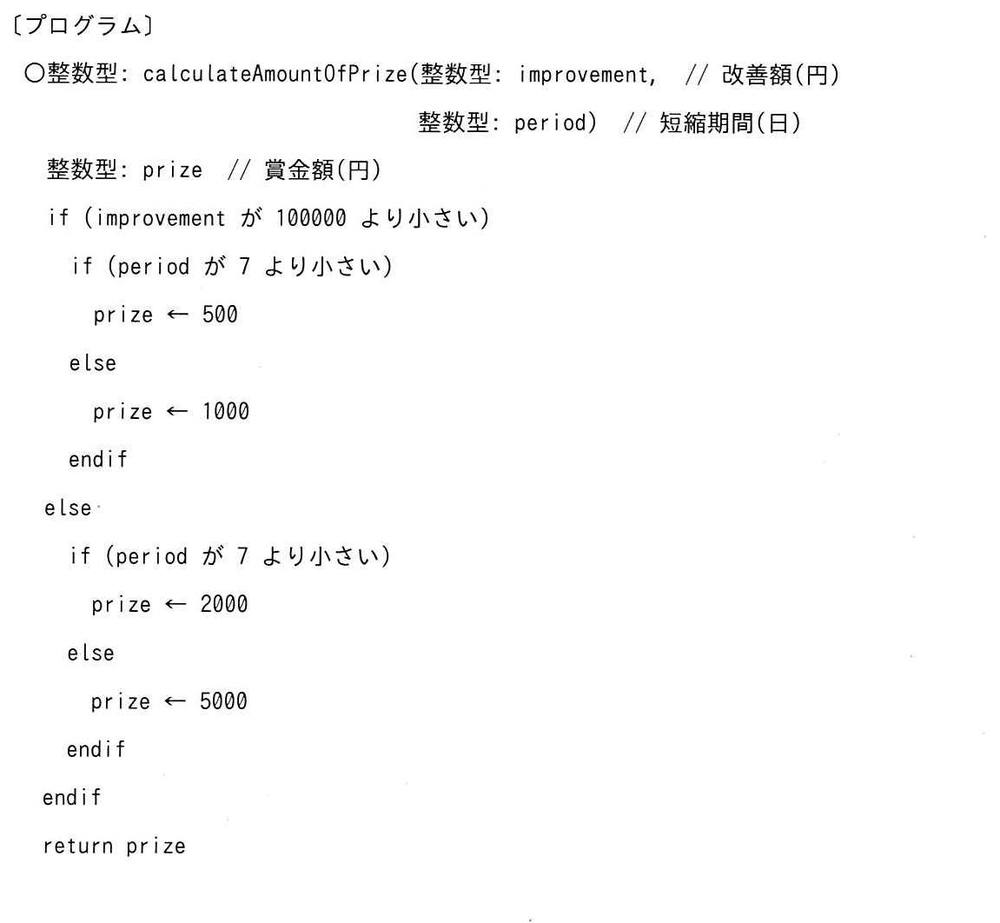 〔プログラム〕
○整数型: calculateAmountOfPrize(整数型: improvement, // 改善額(円)
整数型: period) // 短縮期間(日)
整数型: prize // 賞金額(円)
if (improvement が 100000 より小さい)
if (period が 7 より小さい)
prize ← 500
else
prize ← 1000
endif
else
if (period が 7 より小さい)
prize ← 2000
else
prize ← 5000
endif
endif
return prize